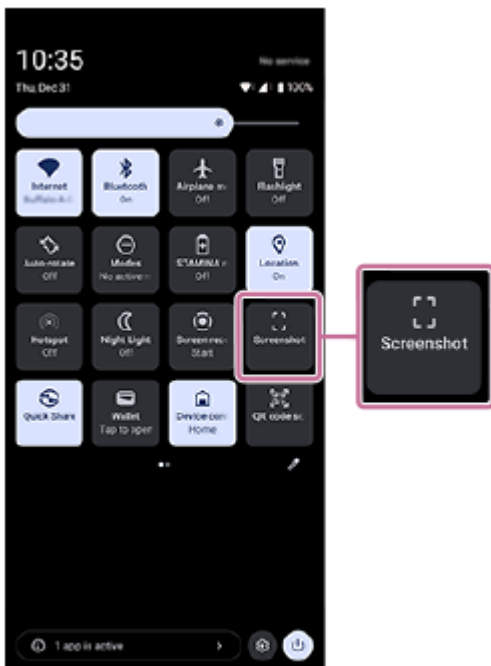 10:35
No service
Thu, Dec 31
100%
Internet
Bluetooth
On
Airplane m
Off
Flashlight
Off
Auto-rotate
Off
Modes
No active m
STAMINA m
Off
Location
On
Hotspot
Off
Night Light
Off
Screen rec
Start
Screenshot
Quick Share
Wallet
Tap to open
Device con
Home
QR code sc
1 app is active
Screenshot